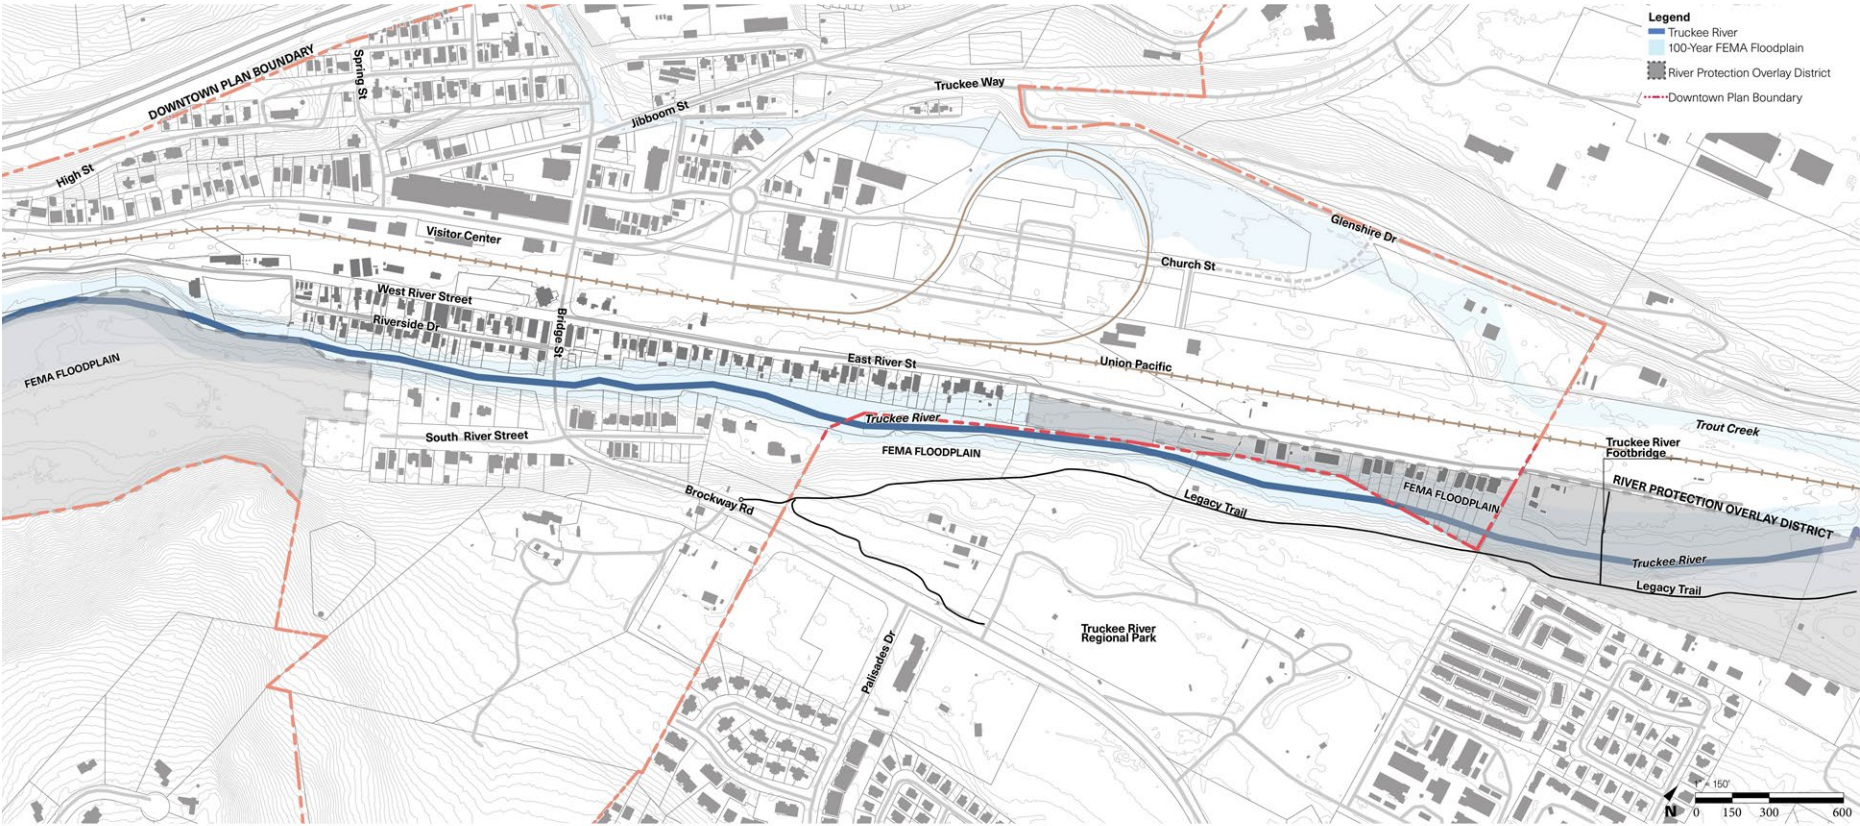 Legend
Truckee River
100-Year FEMA Floodplain
River Protection Overlay District
Downtown Plan Boundary
DOWNTOWN PLAN BOUNDARY
Spring St
Truckee Way
Jibboom St
High St
Visitor Center
Glenshire Dr
Church St
West River Street
Riverside Dr
Bridge St
FEMA FLOODPLAIN
East River St
Union Pacific
Truckee River
South River Street
FEMA FLOODPLAIN
Trout Creek
Truckee River
Footbridge
Brockway Rd
Legacy Trail
FEMA FLOODPLAIN
RIVER PROTECTION OVERLAY DISTRICT
Truckee River
Legacy Trail
Truckee River
Regional Park
Palisades Dr
1" = 150'
N
0 150 300 600